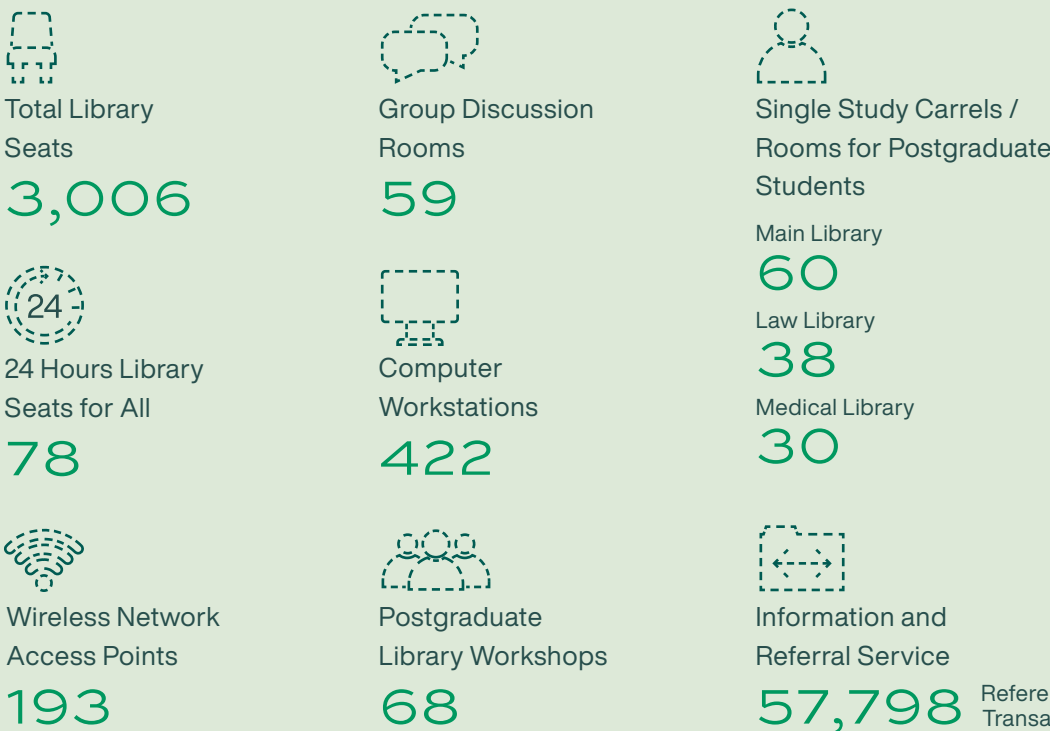 Total Library
Seats
3,006
Group Discussion
Rooms
59
Single Study Carrels /
Rooms for Postgraduate
Students
Main Library
60
Law Library
38
Medical Library
30
24
24 Hours Library
Seats for All
78
Computer
Workstations
422
Wireless Network
Access Points
193
Postgraduate
Library Workshops
68
Information and
Referral Service
57,798